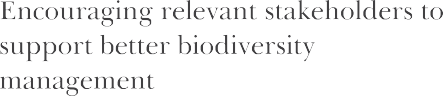 Encouraging relevant stakeholders to
support better biodiversity
management